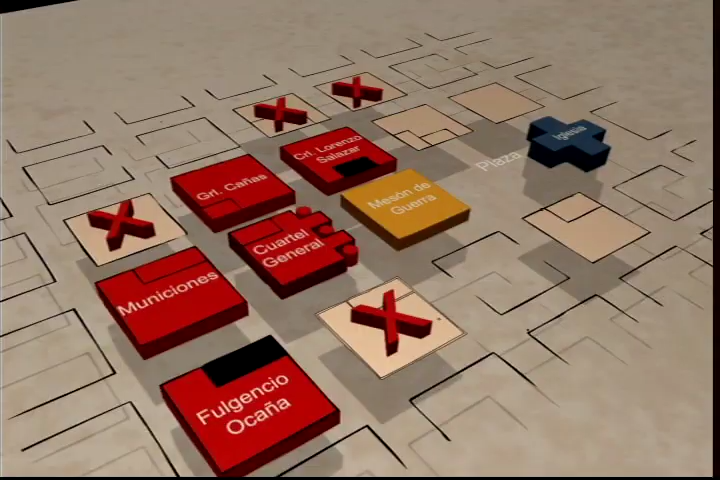 Iglesia
Plaza
Crl. Lorenzo
Salazar
Grl. Cañas
Mesón de
Guerra
Cuartel
General
Municiones
Fulgencio
Ocaña